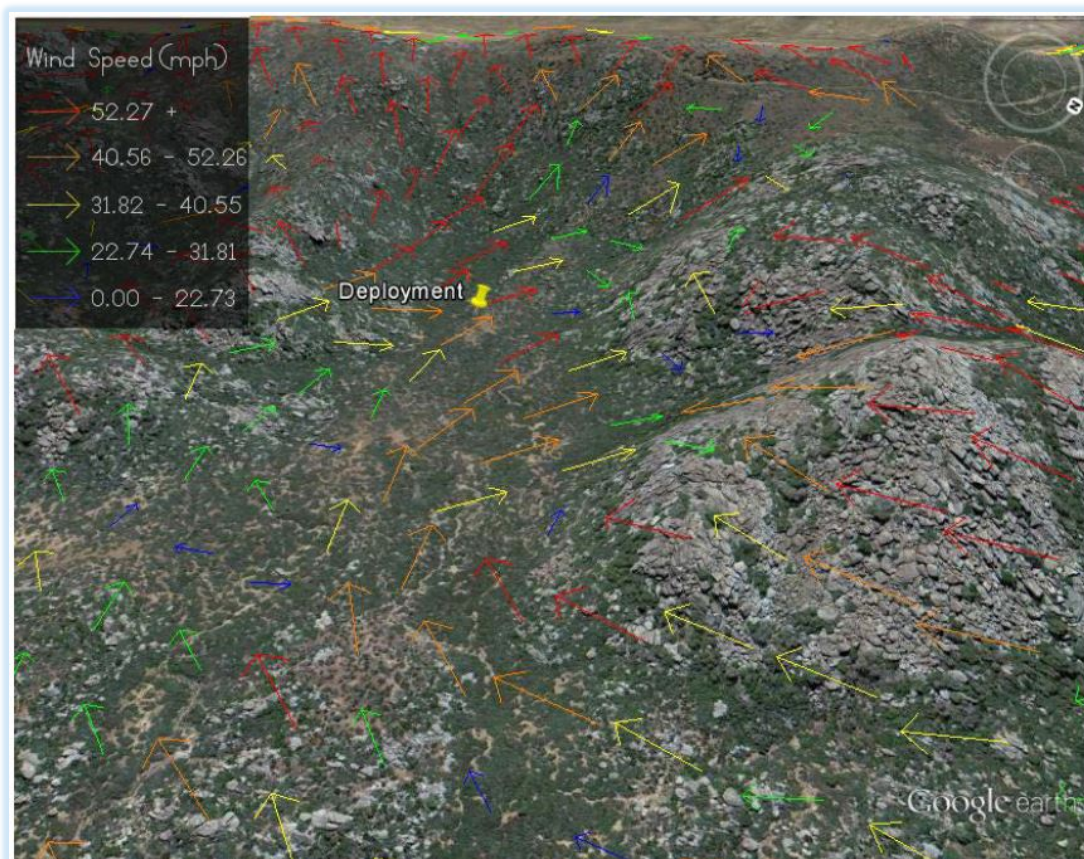 Wind Speed (mph)
52.27 +
40.56 - 52.26
31.82 - 40.55
22.74 - 31.81
0.00 - 22.73
Deployment
Google earth